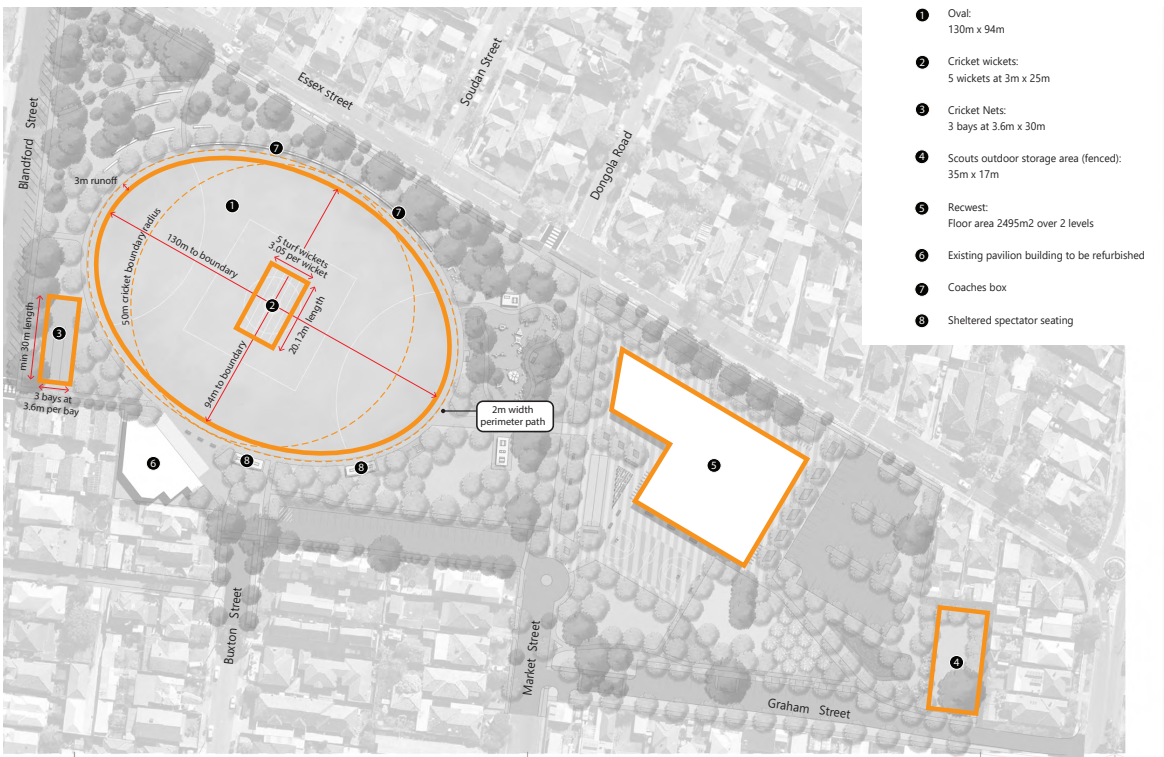 1
Oval:
130m x 94m
2
Cricket wickets:
5 wickets at 3m x 25m
3
Cricket Nets:
3 bays at 3.6m x 30m
4
Scouts outdoor storage area (fenced):
35m x 17m
5
Recwest:
Floor area 2495m2 over 2 levels
6
Existing pavilion building to be refurbished
7
Coaches box
8
Sheltered spectator seating
Blandford Street
Essex Street
Soudan Street
Dongola Road
7
3m runoff
1
7
50m cricket boundary radius
130m to boundary
5 turf wickets
3.05 per wicket
2
20.12m length
94m to boundary
min 30m length
3
3 bays at
3.6m per bay
2m width
perimeter path
6
8
8
5
Buxton Street
Market Street
4
Graham Street